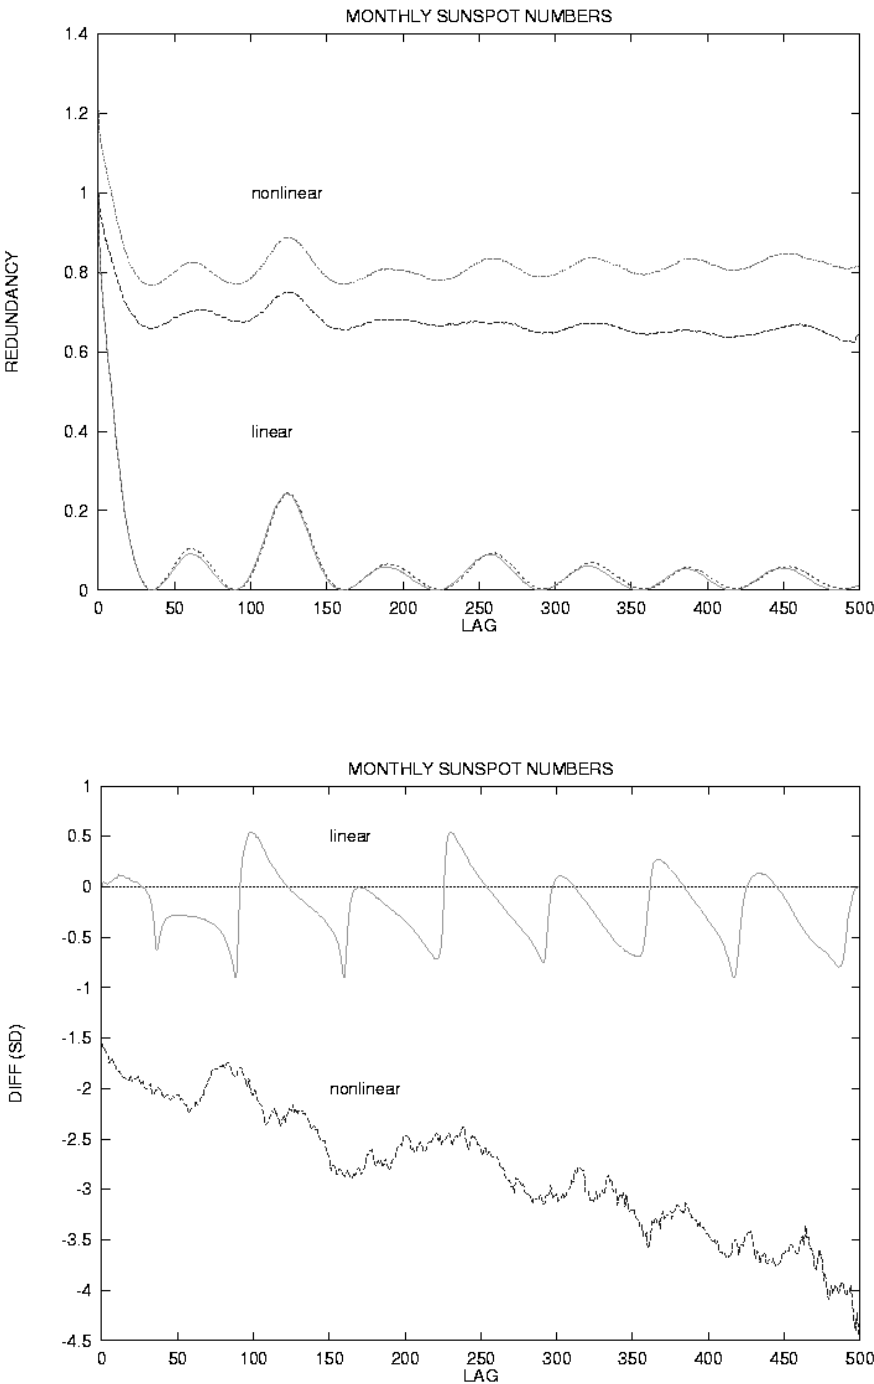 MONTHLY SUNSPOT NUMBERS
1.4
1.2
1
0.8
0.6
0.4
0.2
0
REDUNDANCY
nonlinear
linear
0 50 100 150 200 250 300 350 400 450 500
LAG
MONTHLY SUNSPOT NUMBERS
1
0.5
0
-0.5
-1
-1.5
-2
-2.5
-3
-3.5
-4
-4.5
DIFF (SD)
linear
nonlinear
0 50 100 150 200 250 300 350 400 450 500
LAG